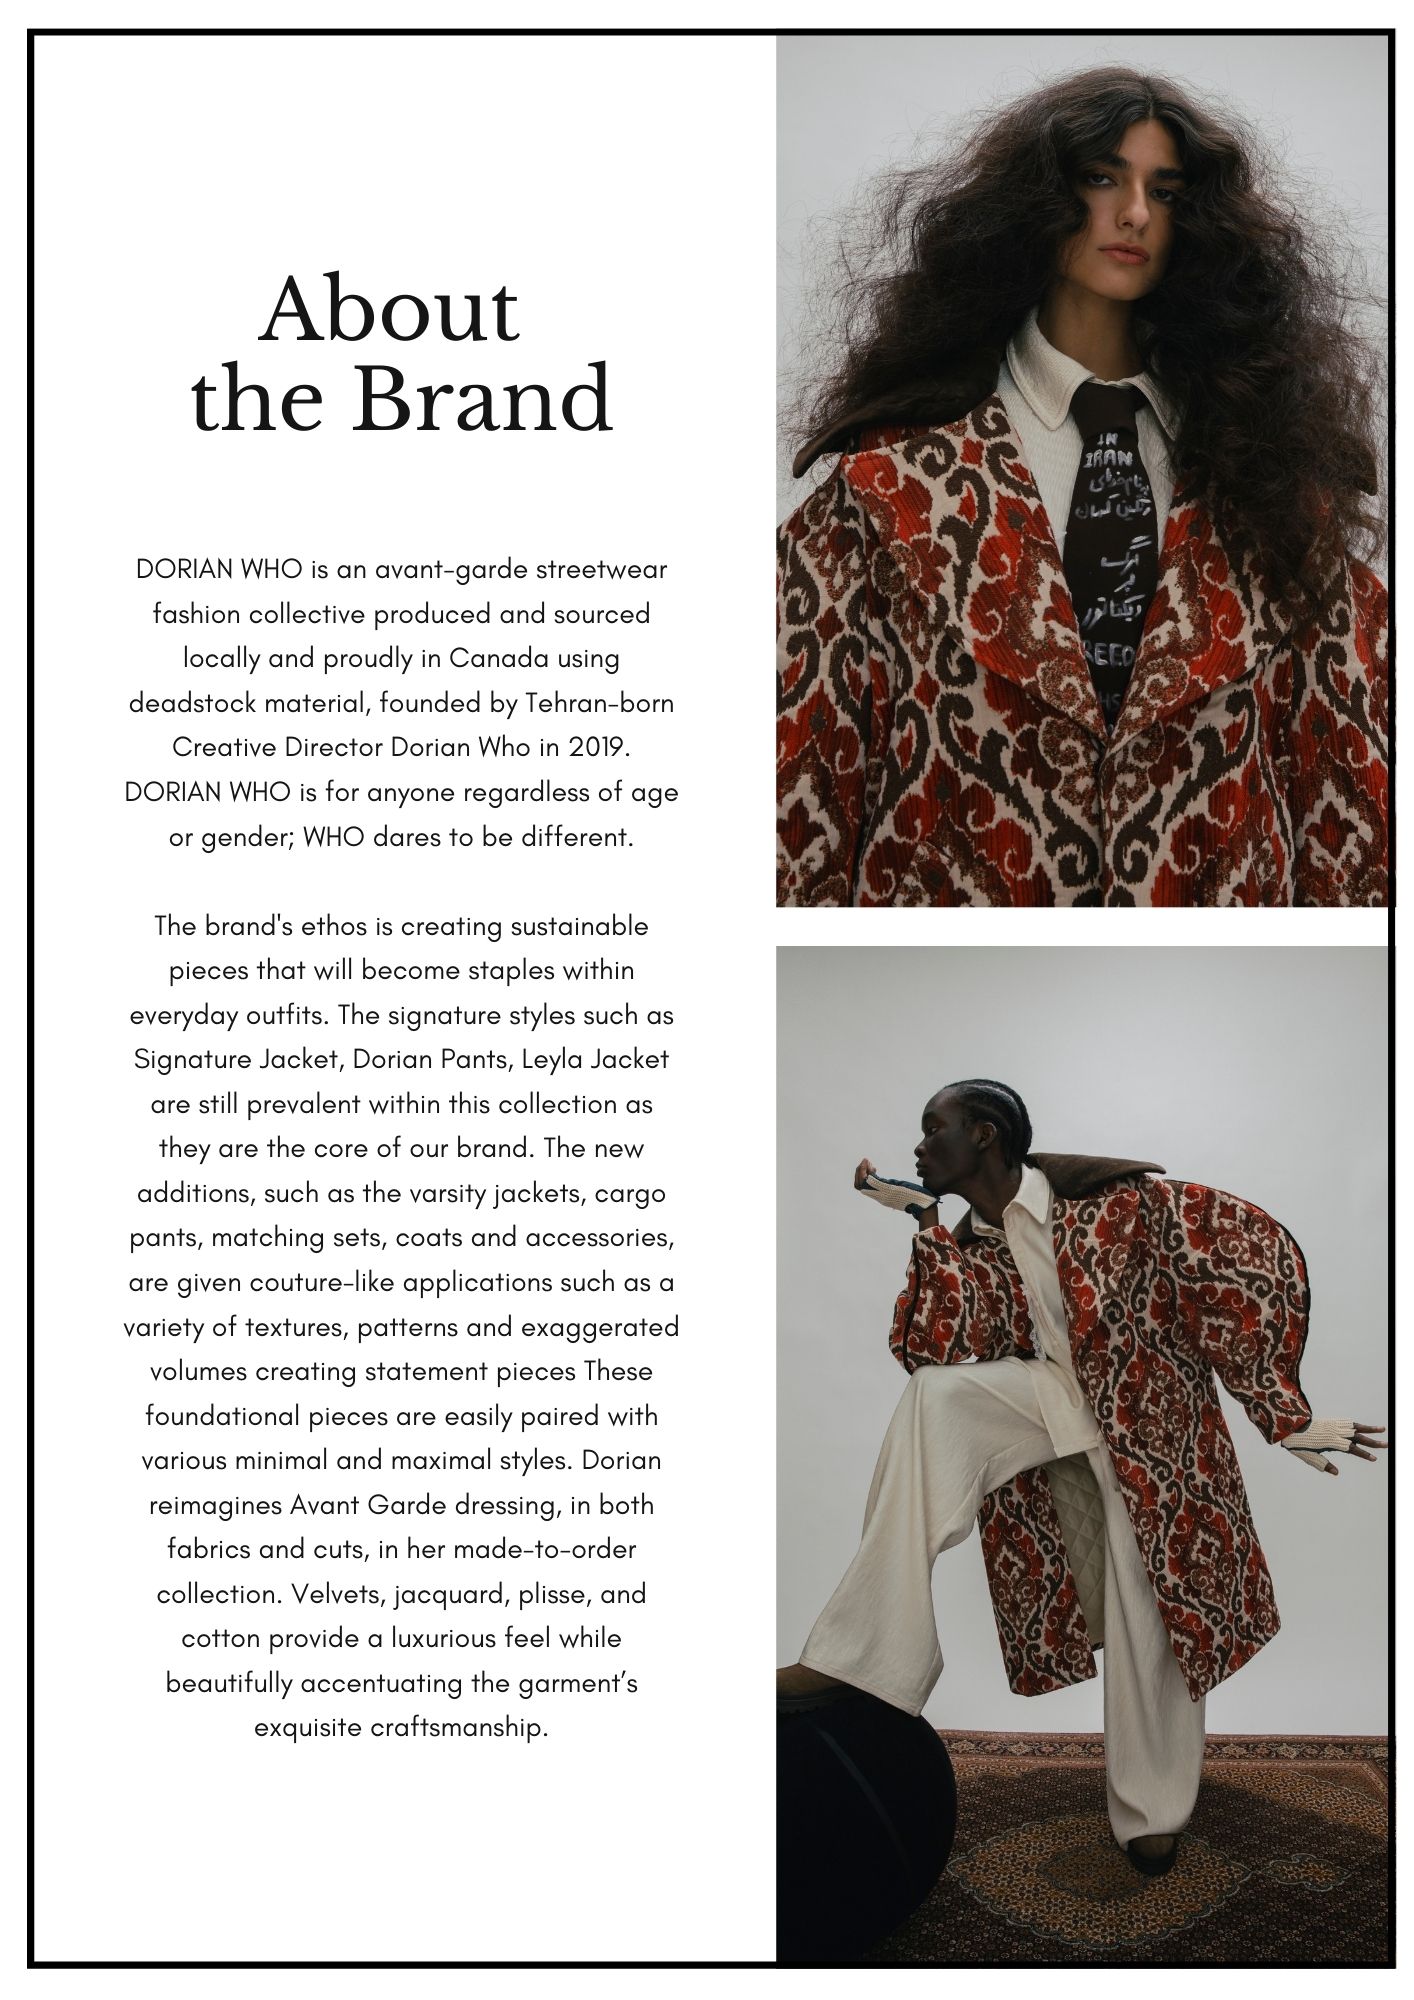 About
the Brand
DORIAN WHO is an avant-garde streetwear
fashion collective produced and sourced
locally and proudly in Canada using
deadstock material, founded by Tehran-born
Creative Director Dorian Who in 2019.
DORIAN WHO is for anyone regardless of age
or gender; WHO dares to be different.
The brand's ethos is creating sustainable
pieces that will become staples within
everyday outfits. The signature styles such as
Signature Jacket, Dorian Pants, Leyla Jacket
are still prevalent within this collection as
they are the core of our brand. The new
additions, such as the varsity jackets, cargo
pants, matching sets, coats and accessories,
are given couture-like applications such as a
variety of textures, patterns and exaggerated
volumes creating statement pieces These
foundational pieces are easily paired with
various minimal and maximal styles. Dorian
reimagines Avant Garde dressing, in both
fabrics and cuts, in her made-to-order
collection. Velvets, jacquard, plisse, and
cotton provide a luxurious feel while
beautifully accentuating the garment’s
exquisite craftsmanship.
IN
IRAN
بنام خدای
رنگین کمان
مرگ
بر
دیکتاتور
REED